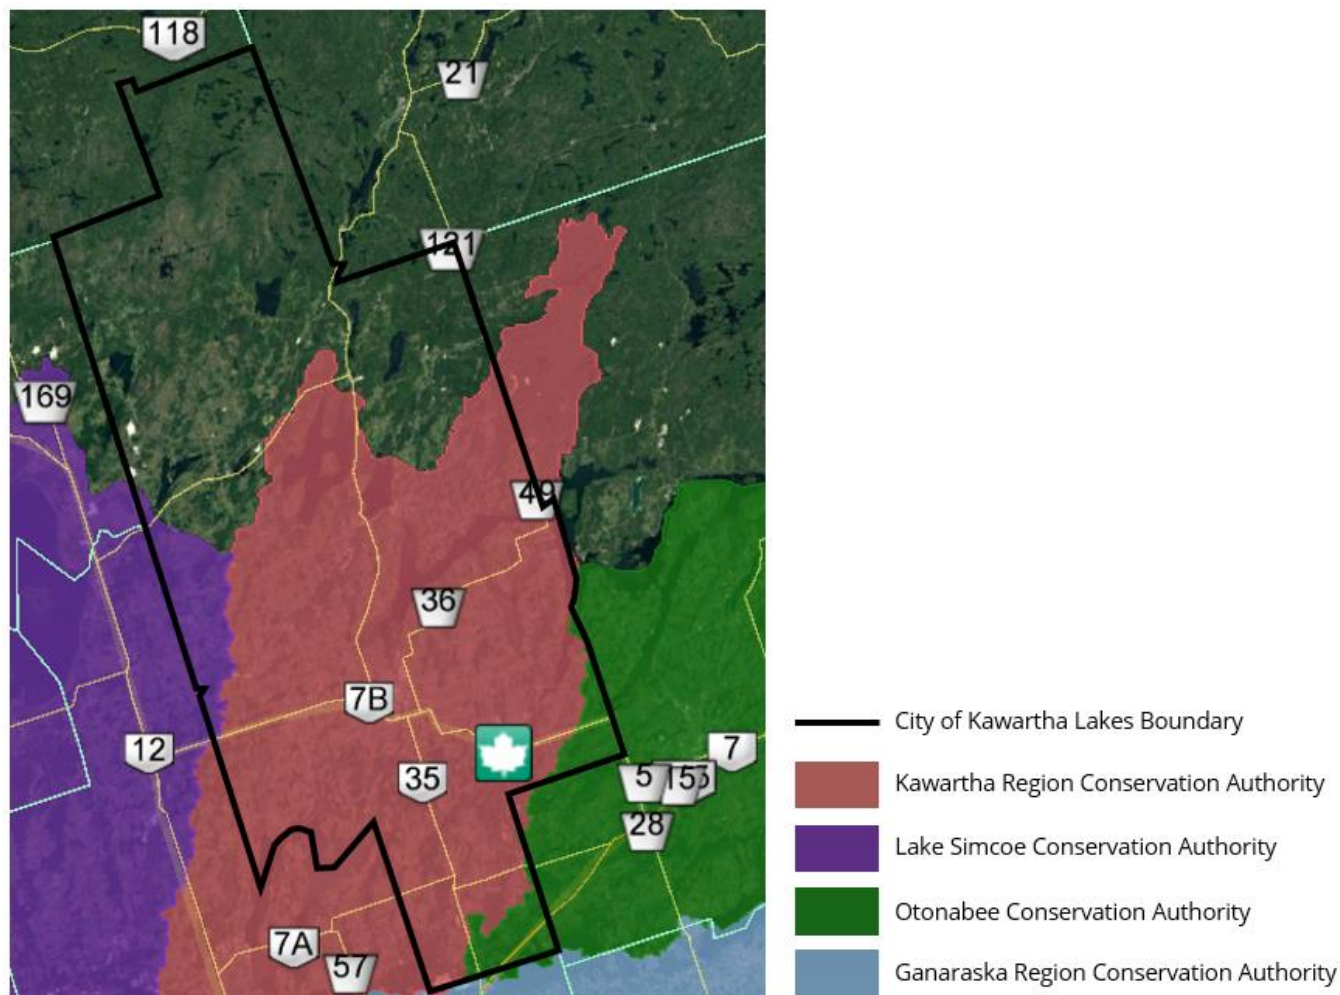 118
21
121
169
49
36
7B
12
35
7
5
28
7A
57
City of Kawartha Lakes Boundary
Kawartha Region Conservation Authority
Lake Simcoe Conservation Authority
Otonabee Conservation Authority
Ganaraska Region Conservation Authority